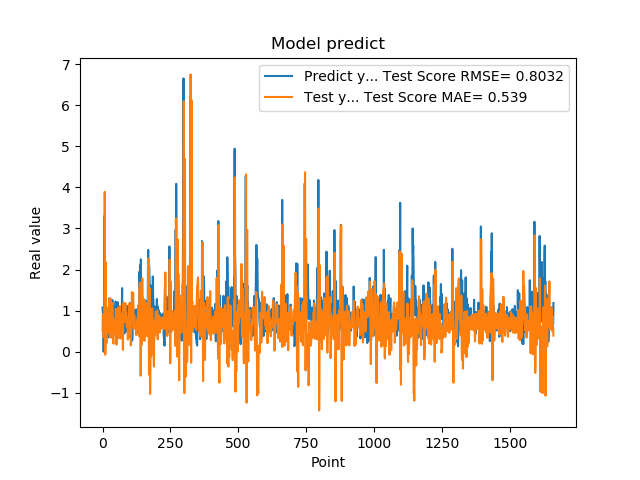 Model predict
Predict y... Test Score RMSE= 0.8032
Test y... Test Score MAE= 0.539
7
6
5
4
3
2
1
0
−1
Real value
0 250 500 750 1000 1250 1500
Point